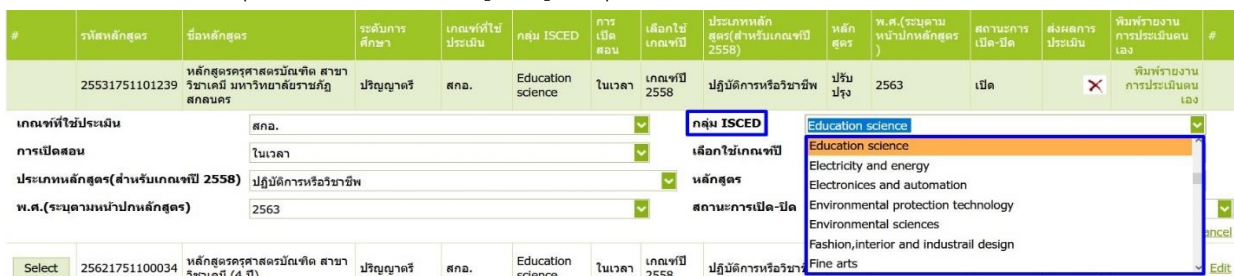 # รหัสหลักสูตร ชื่อหลักสูตร ระดับการศึกษา เกณฑ์ที่ใช้ประเมิน กลุ่ม ISCED การเปิดสอน เลือกใช้เกณฑ์ปี ประเภทหลักสูตร(สำหรับเกณฑ์ปี 2558) หลักสูตร พ.ศ.(ระบุตามหน้าปกหลักสูตร) สถานะการเปิด-ปิด ส่งผลการประเมิน พิมพ์รายงานการประเมินตนเอง #
25531751101239 หลักสูตรครุศาสตรบัณฑิต สาขาวิชาเคมี มหาวิทยาลัยราชภัฏสกลนคร ปริญญาตรี สกอ. Education science ในเวลา เกณฑ์ปี 2558 ปฏิบัติการหรือวิชาชีพ ปรับปรุง 2563 เปิด พิมพ์รายงานการประเมินตนเอง
เกณฑ์ที่ใช้ประเมิน สกอ. กลุ่ม ISCED Education science
การเปิดสอน ในเวลา เลือกใช้เกณฑ์ปี
ประเภทหลักสูตร(สำหรับเกณฑ์ปี 2558) ปฏิบัติการหรือวิชาชีพ หลักสูตร
พ.ศ.(ระบุตามหน้าปกหลักสูตร) 2563 สถานะการเปิด-ปิด
Education science
Electricity and energy
Electronices and automation
Environmental protection technology
Environmental sciences
Fashion,interior and industrail design
Fine arts
ancel
Select 25621751100034 หลักสูตรครุศาสตรบัณฑิต สาขาวิชาเคมี (4 ปี) ปริญญาตรี สกอ. Education science ในเวลา เกณฑ์ปี 2558 ปฏิบัติการหรือวิชา Edit